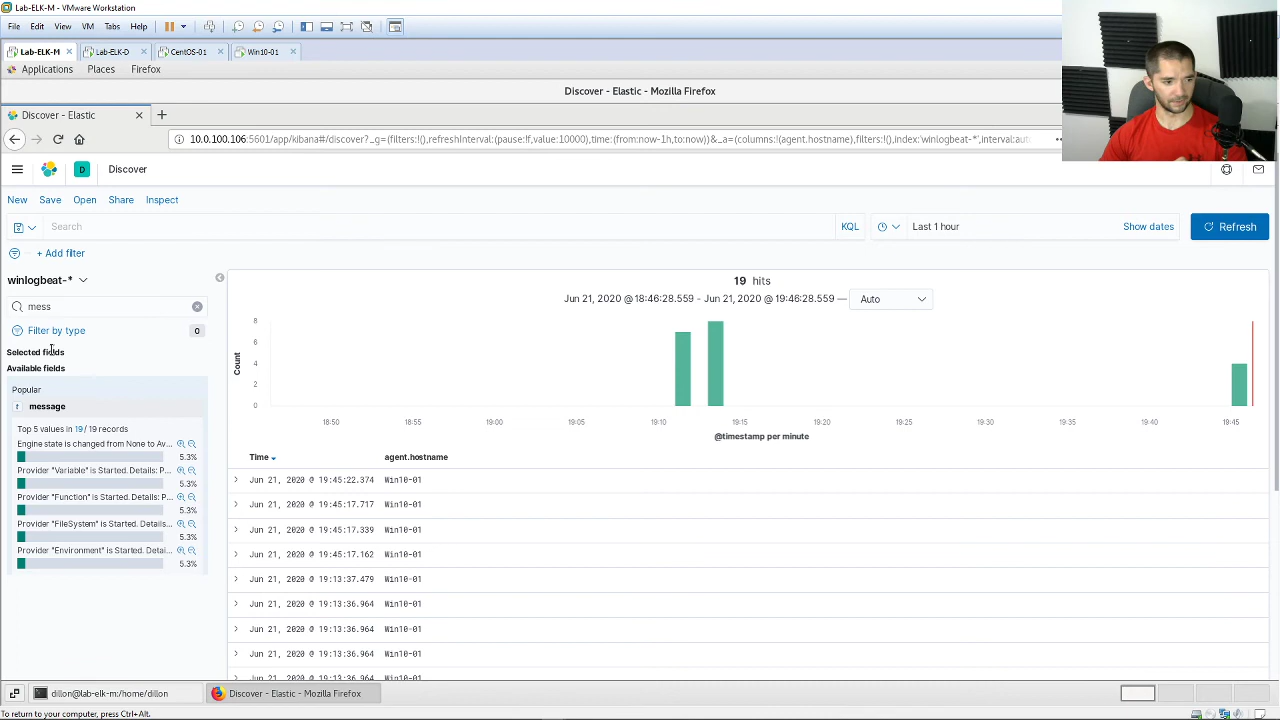 Lab-ELK-M - VMware Workstation
File Edit View VM Tabs Help
Lab-ELK-M Lab-ELK-D CentOS-01 Win10-01
Applications Places Firefox
Discover - Elastic - Mozilla Firefox
Discover - Elastic
10.0.100.106:5601/app/kibana#/discover?_g=(filters:!(),refreshInterval:(pause:!t,value:10000),time:(from:now-1h,to:now))&_a=(columns:!(agent.hostname),filters:!(),index:'winlogbeat-*',interval:aut
D Discover
New Save Open Share Inspect
Search KQL Last 1 hour Show dates Refresh
+ Add filter
winlogbeat-*
19 hits
mess
Jun 21, 2020 @ 18:46:28.559 - Jun 21, 2020 @ 19:46:28.559 — Auto
Filter by type 0
Selected fields
Available fields
Popular
t message
Top 5 values in 19 / 19 records
Engine state is changed from None to Av...
5.3%
Provider "Variable" is Started. Details: P...
5.3%
Provider "Function" is Started. Details: P...
5.3%
Provider "FileSystem" is Started. Details...
5.3%
Provider "Environment" is Started. Detai...
5.3%
Count
8
6
4
2
0
18:50 18:55 19:00 19:05 19:10 19:15 19:20 19:25 19:30 19:35 19:40 19:45
@timestamp per minute
Time agent.hostname
Jun 21, 2020 @ 19:45:22.374 Win10-01
Jun 21, 2020 @ 19:45:17.717 Win10-01
Jun 21, 2020 @ 19:45:17.339 Win10-01
Jun 21, 2020 @ 19:45:17.162 Win10-01
Jun 21, 2020 @ 19:13:37.479 Win10-01
Jun 21, 2020 @ 19:13:36.964 Win10-01
Jun 21, 2020 @ 19:13:36.964 Win10-01
Jun 21, 2020 @ 19:13:36.964 Win10-01
Jun 21, 2020 @ 19:13:36.964 Win10-01
dillon@lab-elk-m:/home/dillon Discover - Elastic - Mozilla Firefox
To return to your computer, press Ctrl+Alt.